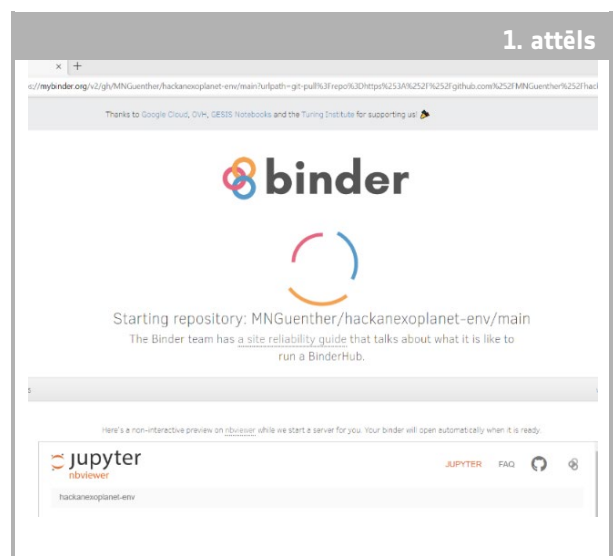 1. attēls
× +
s://mybinder.org/v2/gh/MNGuenther/hackanexoplanet-env/main?urlpath=git-pull%3Frepo%3Dhttps%253A%252F%252Fgithub.com%252FMNGuenther%252Fhack
Thanks to Google Cloud, OVH, GESIS Notebooks and the Turing Institute for supporting us!
binder
Starting repository: MNGuenther/hackanexoplanet-env/main
The Binder team has a site reliability guide that talks about what it is like to
run a BinderHub.
s
Here's a non-interactive preview on nbviewer while we start a server for you. Your binder will open automatically when it is ready.
jupyter
nbviewer
JUPYTER FAQ
hackanexoplanet-env